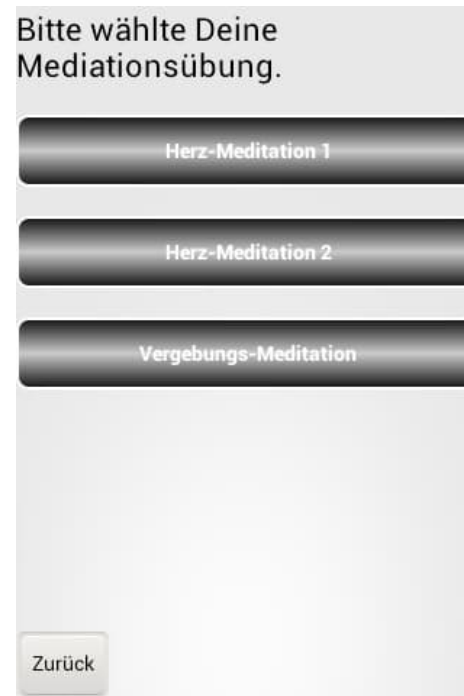 Bitte wählte Deine
Mediationsübung.
Herz-Meditation 1
Herz-Meditation 2
Vergebungs-Meditation
Zurück